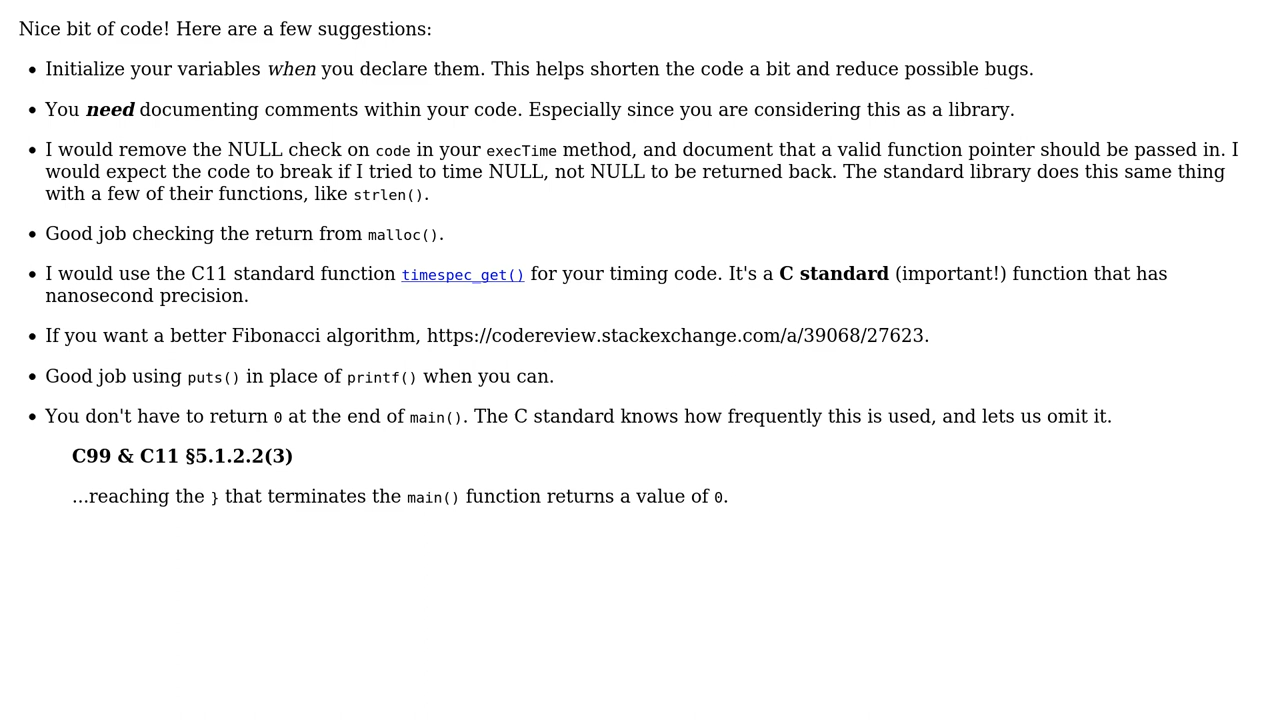 Nice bit of code! Here are a few suggestions:
• Initialize your variables when you declare them. This helps shorten the code a bit and reduce possible bugs.
• You need documenting comments within your code. Especially since you are considering this as a library.
• I would remove the NULL check on code in your execTime method, and document that a valid function pointer should be passed in. I
would expect the code to break if I tried to time NULL, not NULL to be returned back. The standard library does this same thing
with a few of their functions, like strlen().
• Good job checking the return from malloc().
• I would use the C11 standard function timespec_get() for your timing code. It's a C standard (important!) function that has
nanosecond precision.
• If you want a better Fibonacci algorithm, https://codereview.stackexchange.com/a/39068/27623.
• Good job using puts() in place of printf() when you can.
• You don't have to return 0 at the end of main(). The C standard knows how frequently this is used, and lets us omit it.
C99 & C11 §5.1.2.2(3)
...reaching the } that terminates the main() function returns a value of 0.